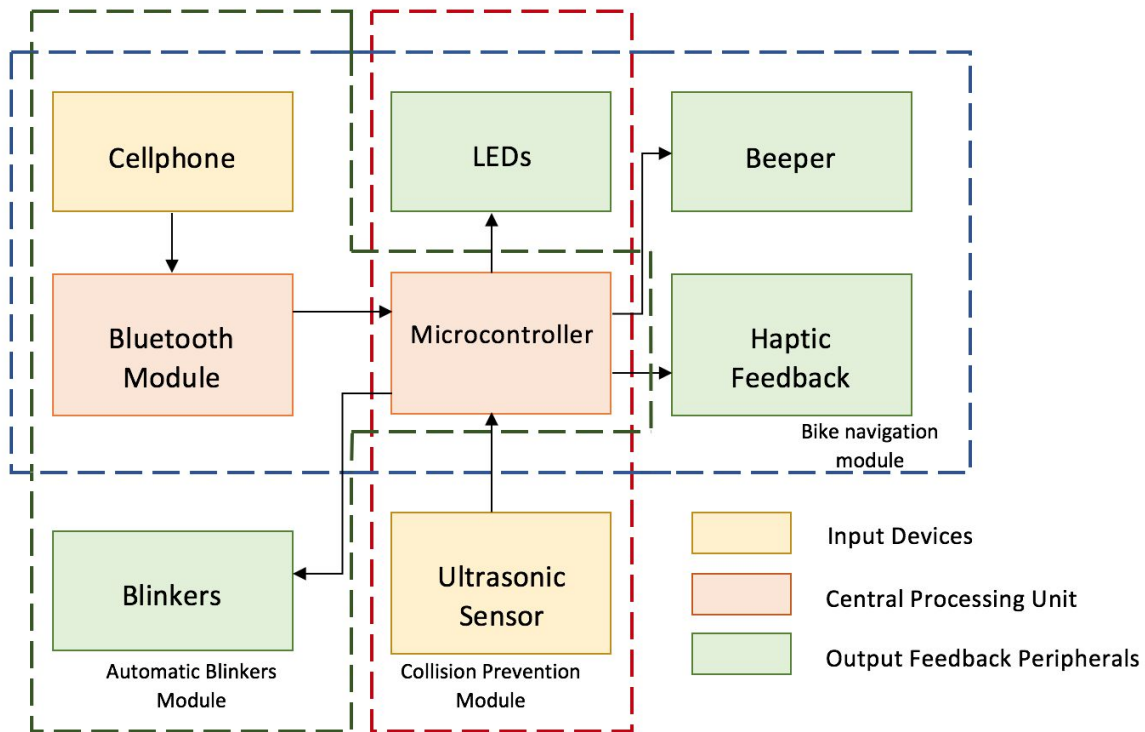 Cellphone
LEDs
Beeper
Bluetooth
Module
Microcontroller
Haptic
Feedback
Bike navigation
module
Blinkers
Ultrasonic
Sensor
Automatic Blinkers
Module
Collision Prevention
Module
Input Devices
Central Processing Unit
Output Feedback Peripherals